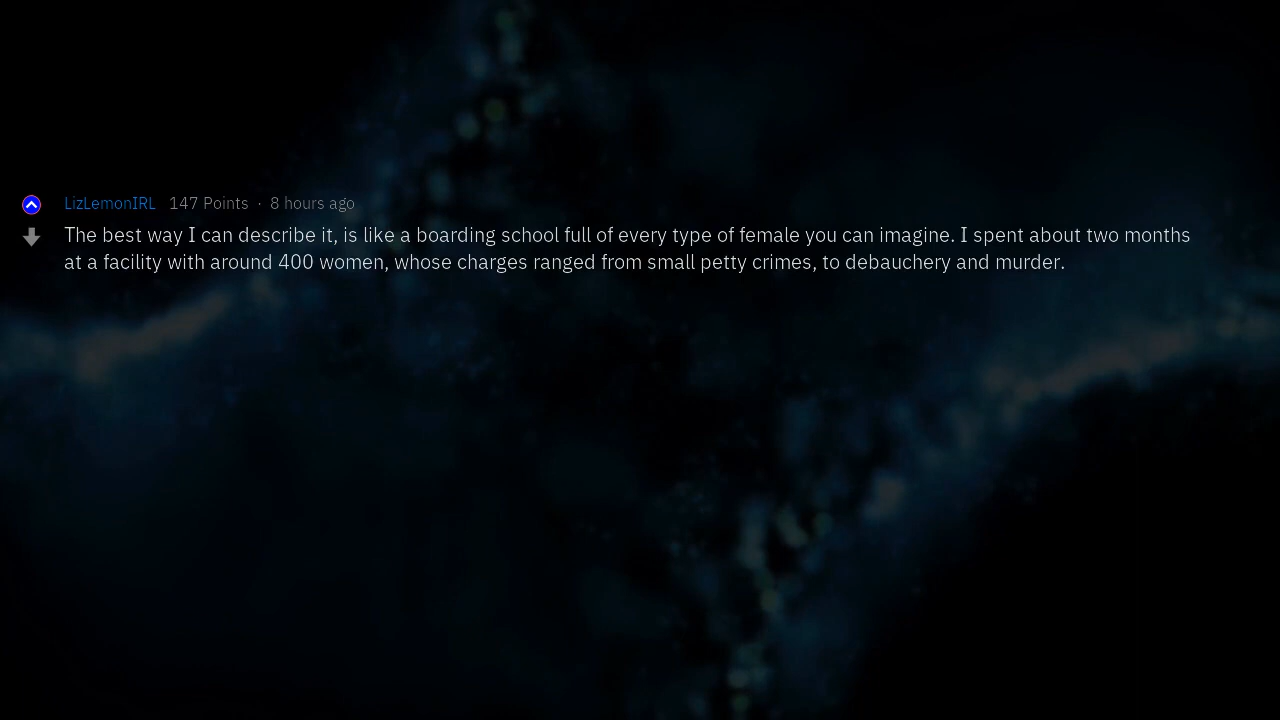 LizLemonIRL 147 Points · 8 hours ago
The best way I can describe it, is like a boarding school full of every type of female you can imagine. I spent about two months
at a facility with around 400 women, whose charges ranged from small petty crimes, to debauchery and murder.